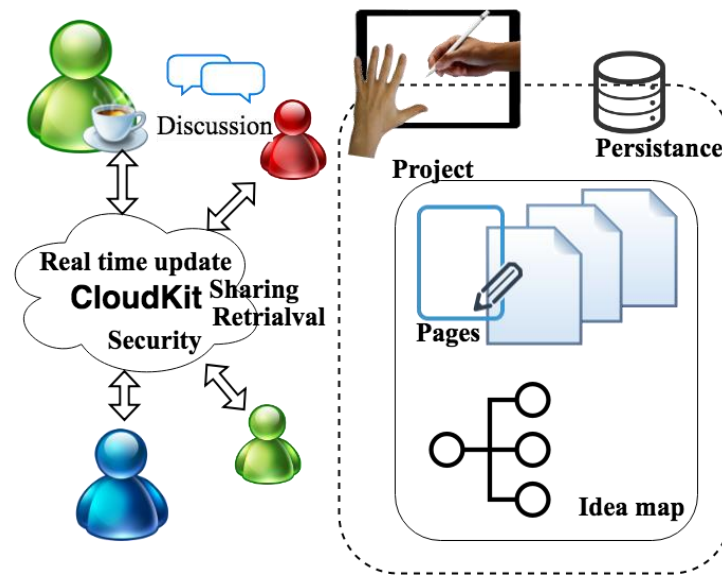 Discussion
Real time update
CloudKit
Sharing
Retrialval
Security
Persistance
Project
Pages
Idea map